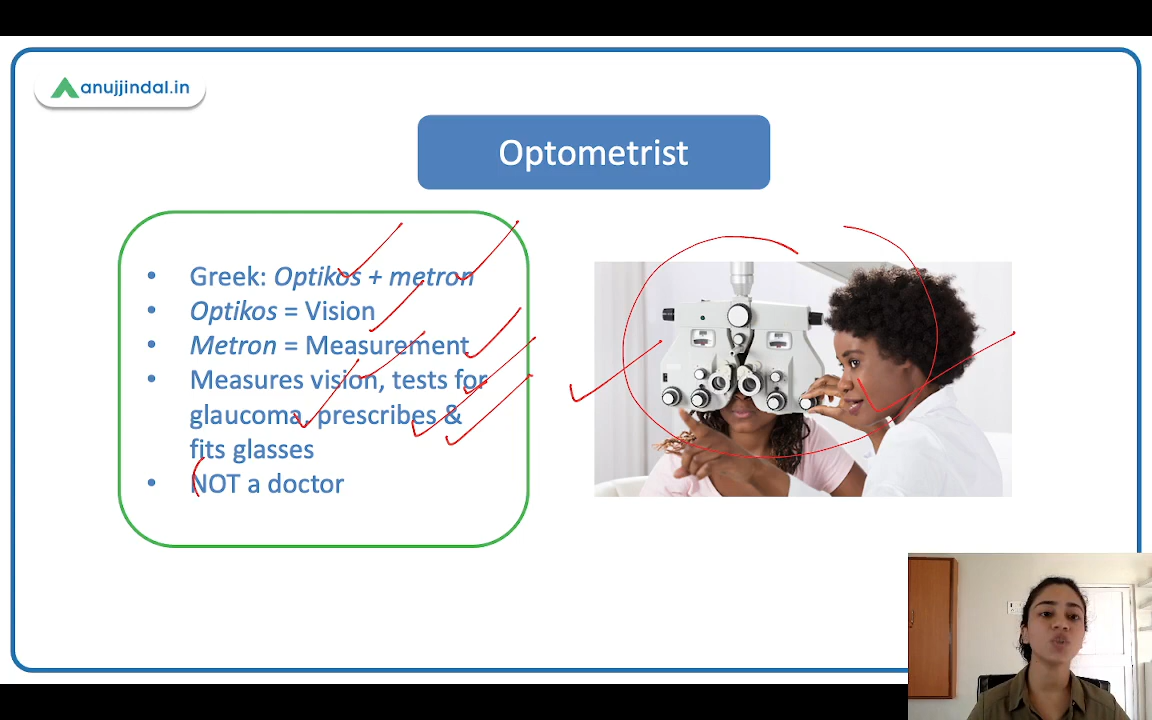 anujjindal.in
Optometrist
• Greek: Optikos + metron
• Optikos = Vision
• Metron = Measurement
• Measures vision, tests for
glaucoma, prescribes &
fits glasses
• NOT a doctor